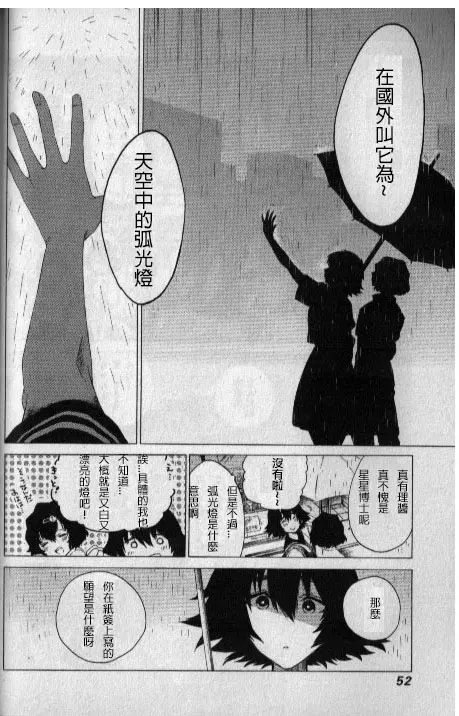 在國外叫它為~
天空中的弧光燈
真有理醬
真不愧是
星星博士呢
沒有啦~
但是不過…
弧光燈是什麼
意思啊
誒…具體的我也
不知道…
大概就是又白又
漂亮的燈吧！
那麼
你在紙簽上寫的
願望是什麼呀
52